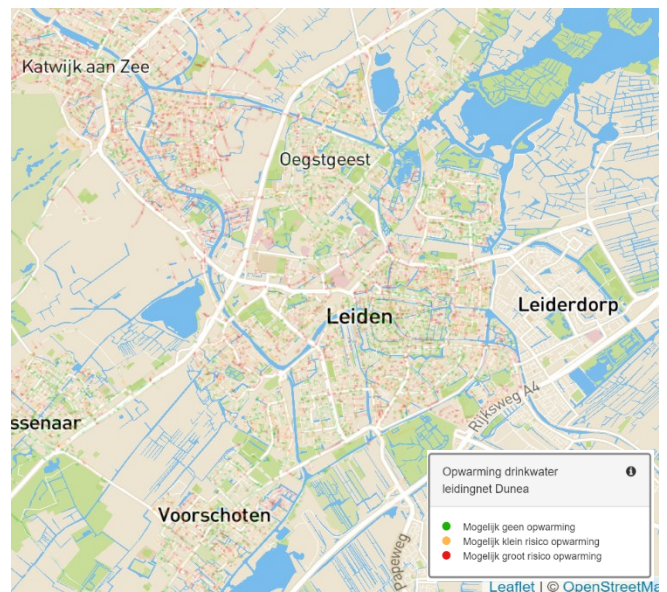 Katwijk aan Zee
Oegstgeest
Leiden
Leiderdorp
ssenaar
Rijksweg A4
Voorschoten
Papeweg
Opwarming drinkwater
leidingnet Dunea
Mogelijk geen opwarming
Mogelijk klein risico opwarming
Mogelijk groot risico opwarming
Leaflet | © OpenStreetMa